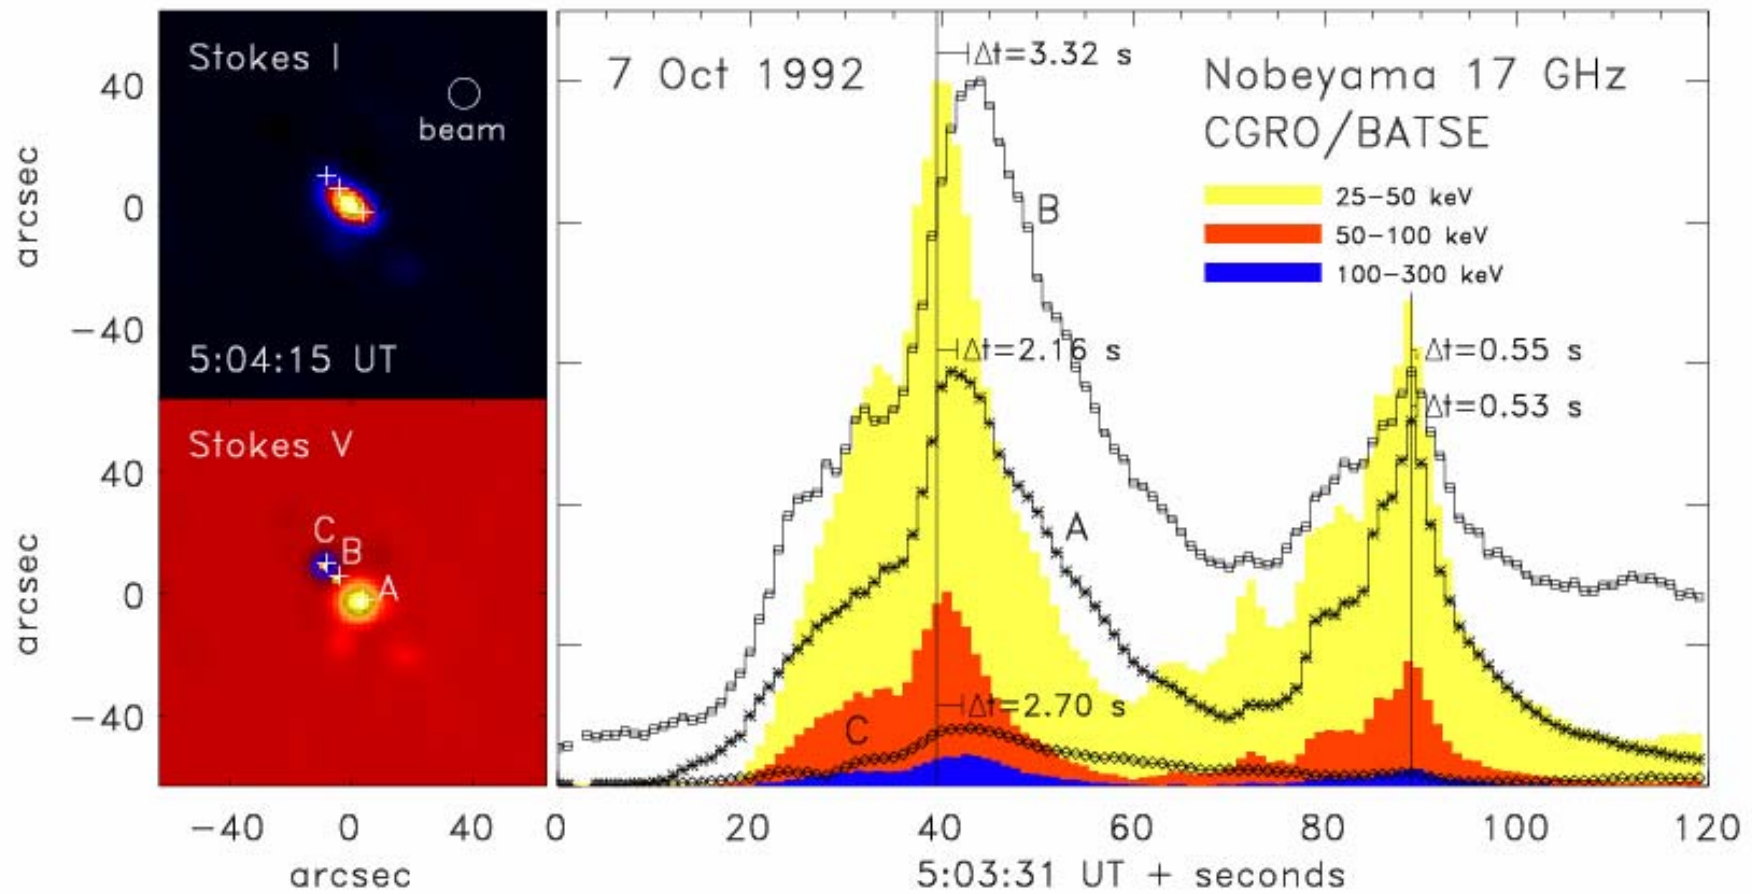 Stokes I
beam
5:04:15 UT
40
0
−40
arcsec
Stokes V
C
B
A
40
0
−40
arcsec
−40 0 40
arcsec
7 Oct 1992
Δt=3.32 s
Nobeyama 17 GHz
CGRO/BATSE
25−50 keV
50−100 keV
100−300 keV
B
Δt=2.16 s
Δt=0.55 s
Δt=0.53 s
A
Δt=2.70 s
C
0 20 40 60 80 100 120
5:03:31 UT + seconds